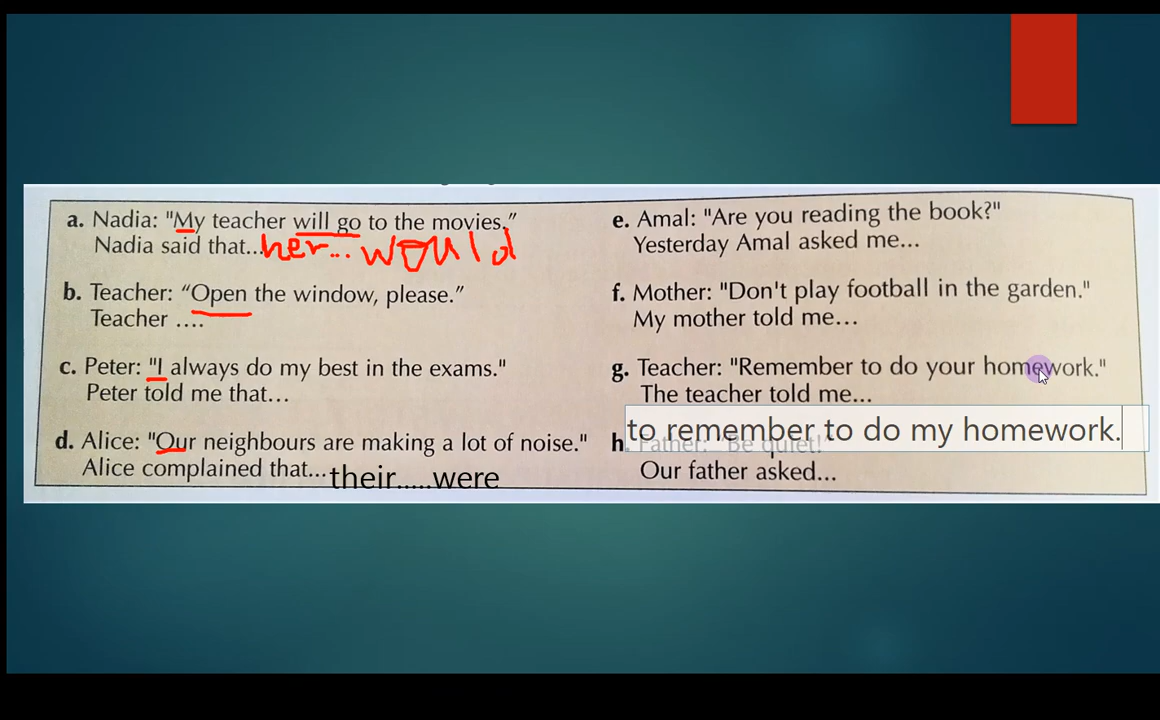 a. Nadia: "My teacher will go to the movies."
Nadia said that...her... would
b. Teacher: “Open the window, please.”
Teacher ....
c. Peter: "I always do my best in the exams."
Peter told me that...
d. Alice: "Our neighbours are making a lot of noise."
Alice complained that...their.....were
e. Amal: "Are you reading the book?"
Yesterday Amal asked me...
f. Mother: "Don't play football in the garden."
My mother told me...
g. Teacher: "Remember to do your homework."
The teacher told me...
to remember to do my homework.
h. Father: "Be quiet!"
Our father asked...